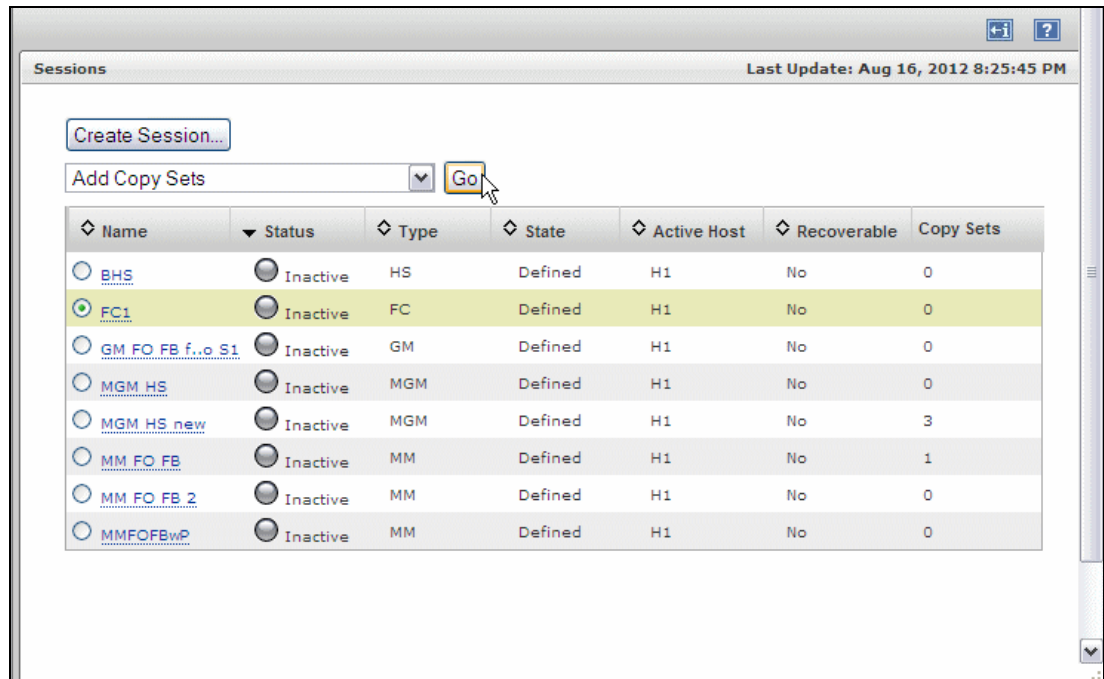 ?
Sessions Last Update: Aug 16, 2012 8:25:45 PM
Create Session...
Add Copy Sets Go
Name Status Type State Active Host Recoverable Copy Sets
BHS Inactive HS Defined H1 No 0
FC1 Inactive FC Defined H1 No 0
GM FO FB f..o S1 Inactive GM Defined H1 No 0
MGM HS Inactive MGM Defined H1 No 0
MGM HS new Inactive MGM Defined H1 No 3
MM FO FB Inactive MM Defined H1 No 1
MM FO FB 2 Inactive MM Defined H1 No 0
MMFOFBwP Inactive MM Defined H1 No 0